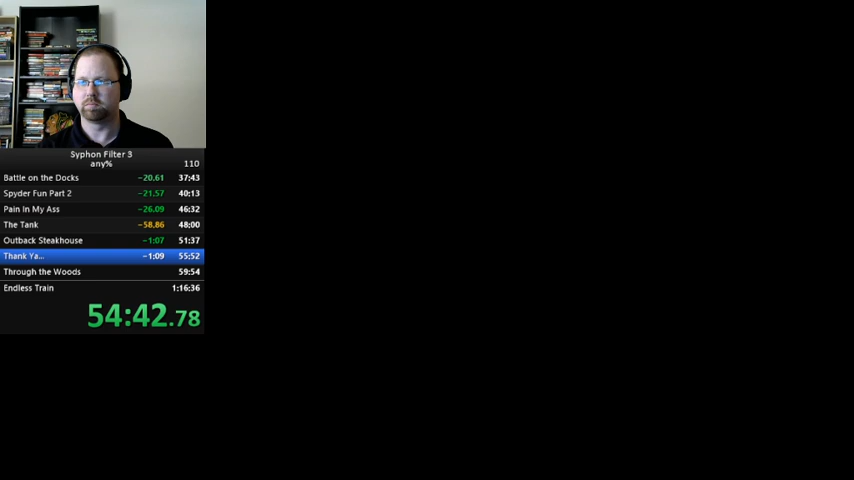 Syphon Filter 3
any% 110
Battle on the Docks -20.61 37:43
Spyder Fun Part 2 -21.57 40:13
Pain In My Ass -26.09 46:32
The Tank -58.86 48:00
Outback Steakhouse -1:07 51:37
Thank Ya... -1:09 55:52
Through the Woods 59:54
Endless Train 1:16:36
54:42.78